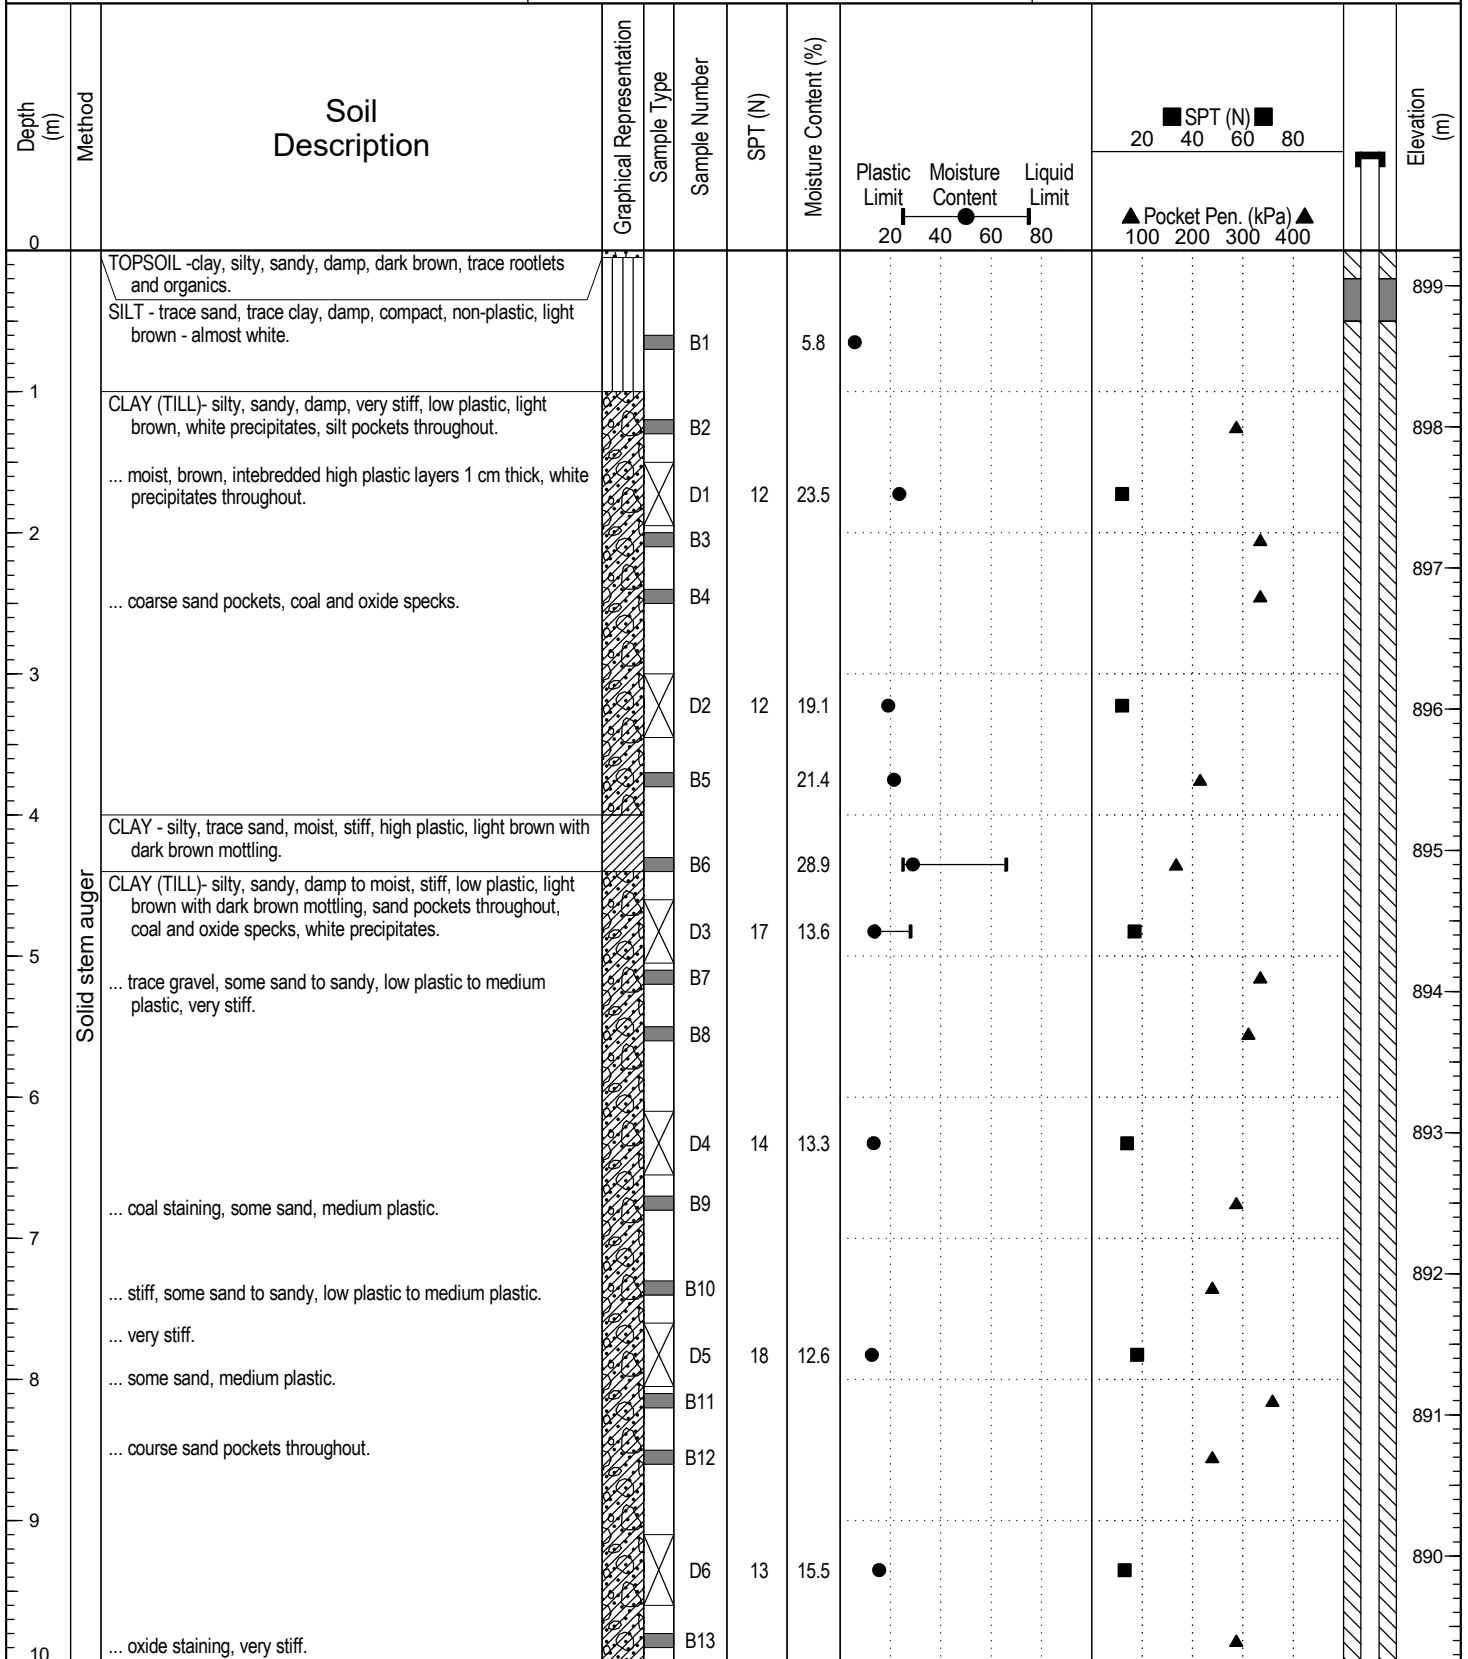 Depth
(m)
Method
Soil
Description
Graphical Representation
Sample Type
Sample Number
SPT (N)
Moisture Content (%)
Plastic
Limit
Moisture
Content
Liquid
Limit
20 40 60 80
SPT (N)
20 40 60 80
Pocket Pen. (kPa)
100 200 300 400
Elevation
(m)
0
Solid stem auger
TOPSOIL -clay, silty, sandy, damp, dark brown, trace rootlets
and organics.
899
SILT - trace sand, trace clay, damp, compact, non-plastic, light
brown - almost white.
B1 5.8
1
CLAY (TILL)- silty, sandy, damp, very stiff, low plastic, light
brown, white precipitates, silt pockets throughout.
B2
898
... moist, brown, intebredded high plastic layers 1 cm thick, white
precipitates throughout.
D1 12 23.5
2
B3
897
... coarse sand pockets, coal and oxide specks.
B4
3
D2 12 19.1
896
B5 21.4
4
CLAY - silty, trace sand, moist, stiff, high plastic, light brown with
dark brown mottling.
B6 28.9
895
CLAY (TILL)- silty, sandy, damp to moist, stiff, low plastic, light
brown with dark brown mottling, sand pockets throughout,
coal and oxide specks, white precipitates.
D3 17 13.6
5
... trace gravel, some sand to sandy, low plastic to medium
plastic, very stiff.
B7
894
B8
6
D4 14 13.3
893
... coal staining, some sand, medium plastic.
B9
7
892
... stiff, some sand to sandy, low plastic to medium plastic.
B10
... very stiff.
D5 18 12.6
... some sand, medium plastic.
8
B11
891
... course sand pockets throughout.
B12
9
D6 13 15.5
890
... oxide staining, very stiff.
B13
10